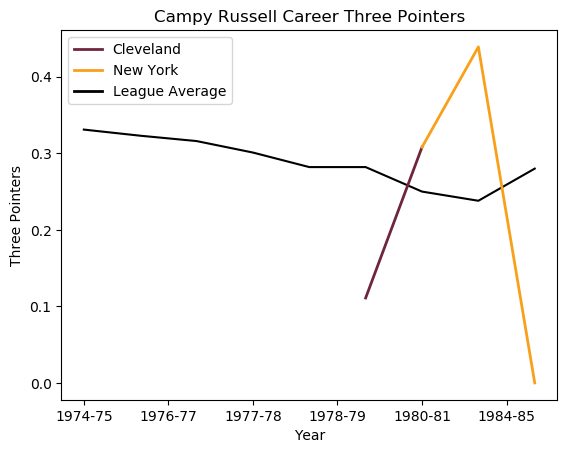 Campy Russell Career Three Pointers
Cleveland
New York
League Average
Three Pointers
0.4
0.3
0.2
0.1
0.0
1974-75 1976-77 1977-78 1978-79 1980-81 1984-85
Year